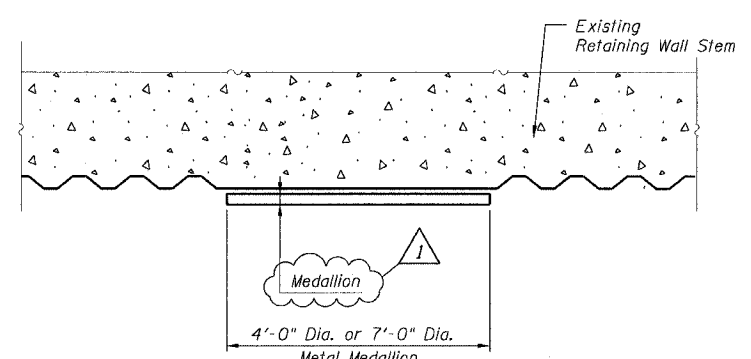 Existing
Retaining Wall Stem
1
Medallion
4'-0" Dia. or 7'-0" Dia.
Metal Medallion